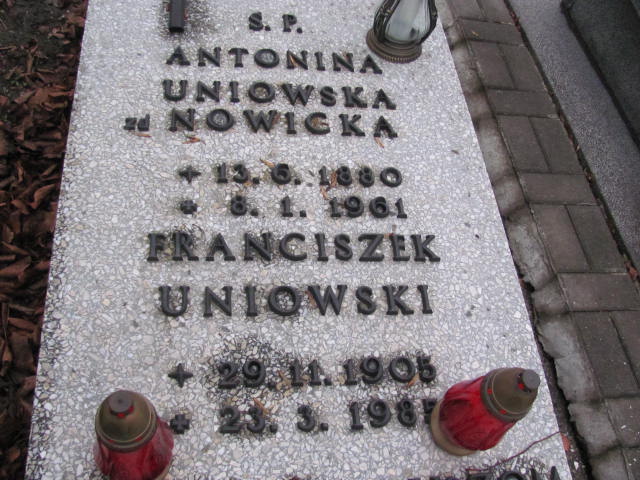 Ś. P.
ANTONINA
UNIOWSKA
zd NOWICKA
+ 13. 6. 1880
+ 8. 1. 1961
FRANCISZEK
UNIOWSKI
+ 29. 11. 1905
+ 23. 3. 1985